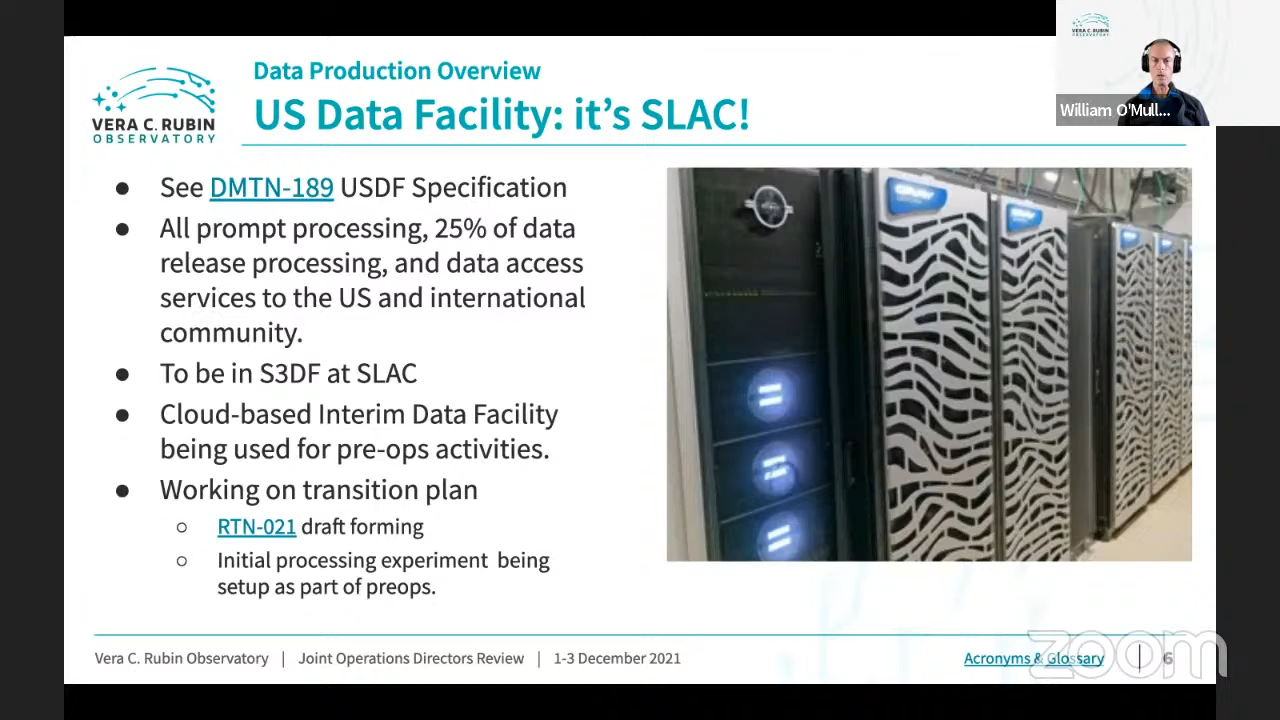 VERA C. RUBIN
OBSERVATORY
William O'Mull...
Data Production Overview
US Data Facility: it's SLAC!
VERA C. RUBIN
OBSERVATORY
● See DMTN-189 USDF Specification
● All prompt processing, 25% of data
release processing, and data access
services to the US and international
community.
● To be in S3DF at SLAC
● Cloud-based Interim Data Facility
being used for pre-ops activities.
● Working on transition plan
○ RTN-021 draft forming
○ Initial processing experiment being
setup as part of preops.
Vera C. Rubin Observatory | Joint Operations Directors Review | 1-3 December 2021
Acronyms & Glossary | 6
zoom